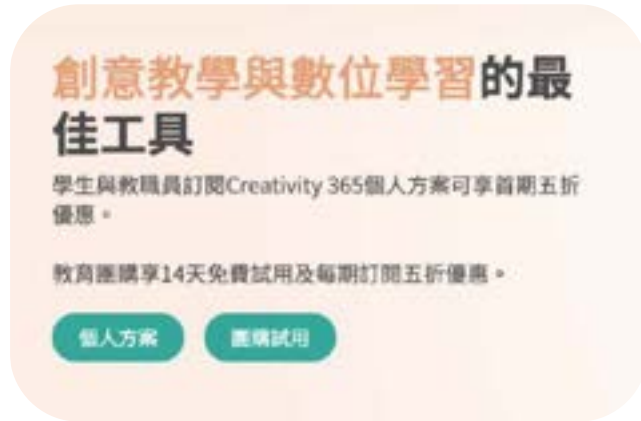 創意教學與數位學習的最
佳工具
學生與教職員訂閱Creativity 365個人方案可享首期五折
優惠。
教育團購享14天免費試用及每期訂閱五折優惠。
個人方案
團購試用